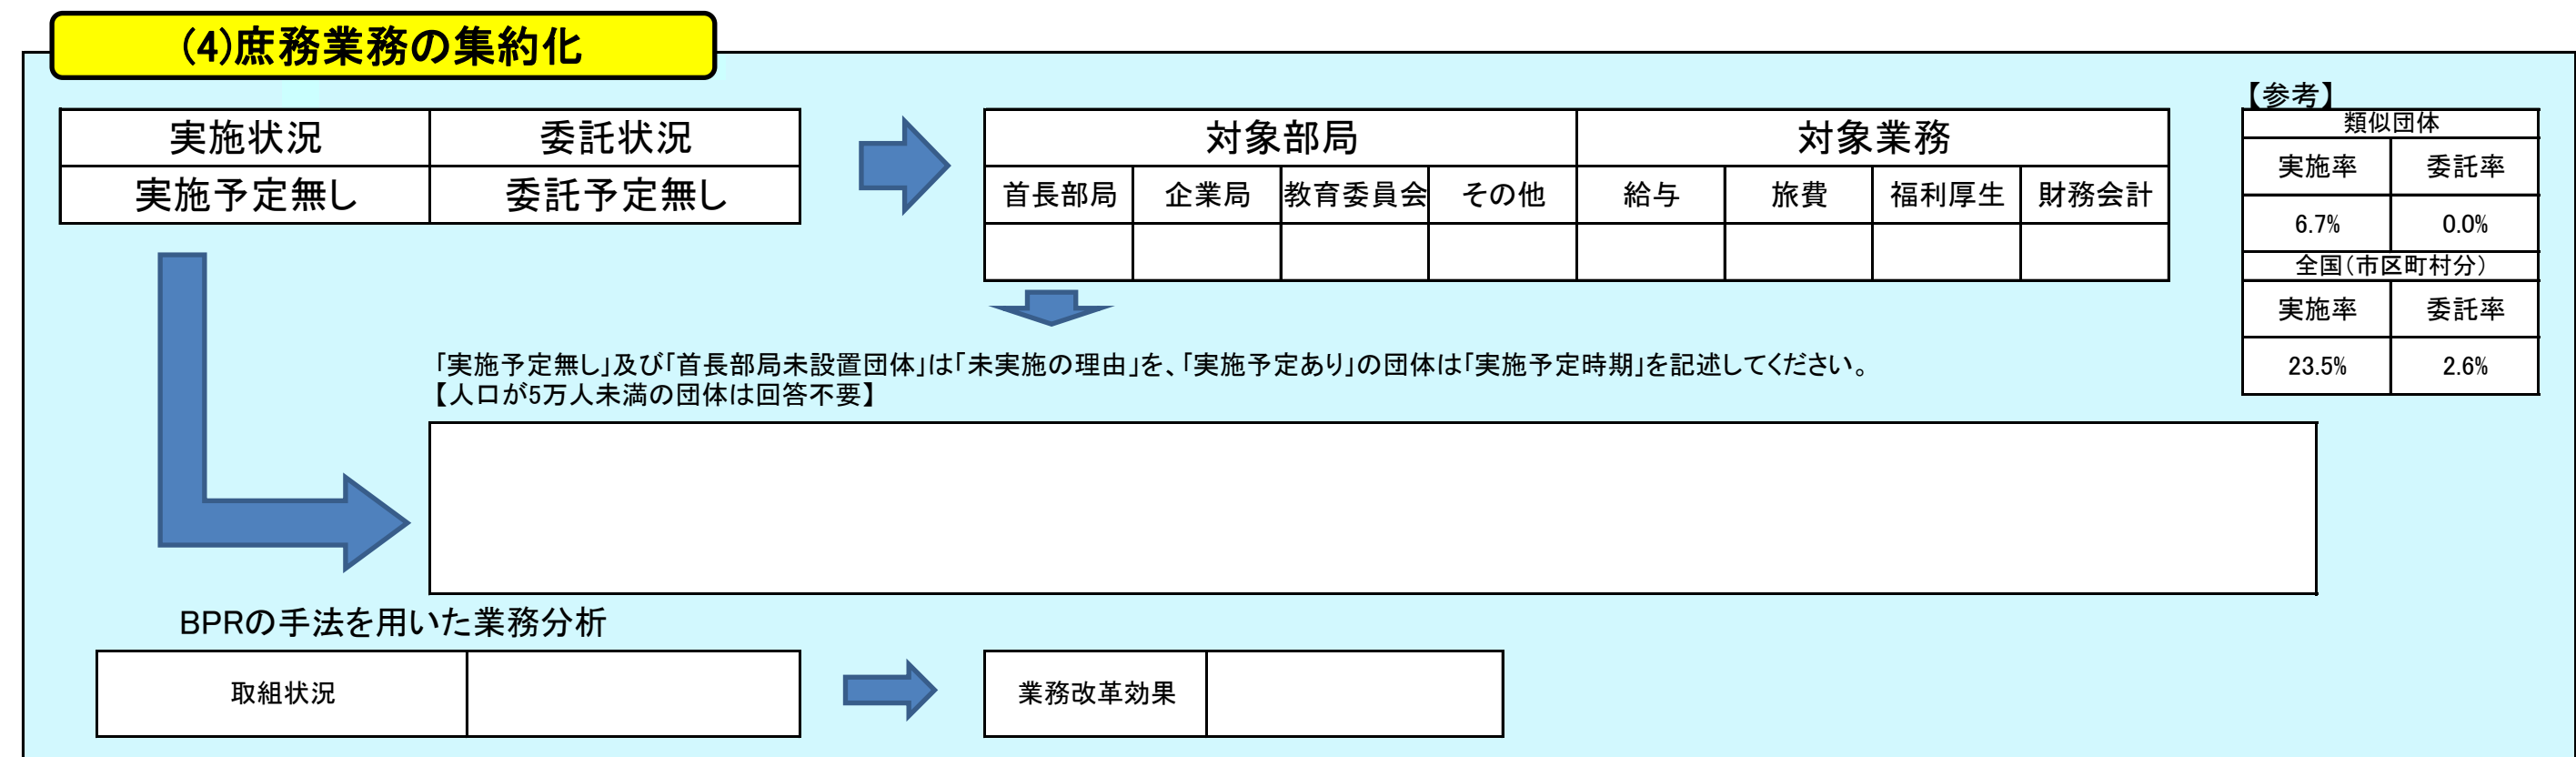 (4)庶務業務の集約化
実施状況 委託状況
実施予定無し 委託予定無し
対象部局 対象業務
首長部局 企業局 教育委員会 その他 給与 旅費 福利厚生 財務会計
【参考】
類似団体
実施率 委託率
6.7% 0.0%
全国(市区町村分)
実施率 委託率
23.5% 2.6%
「実施予定無し」及び「首長部局未設置団体」は「未実施の理由」を、「実施予定あり」の団体は「実施予定時期」を記述してください。
【人口が5万人未満の団体は回答不要】
BPRの手法を用いた業務分析
取組状況
業務改革効果